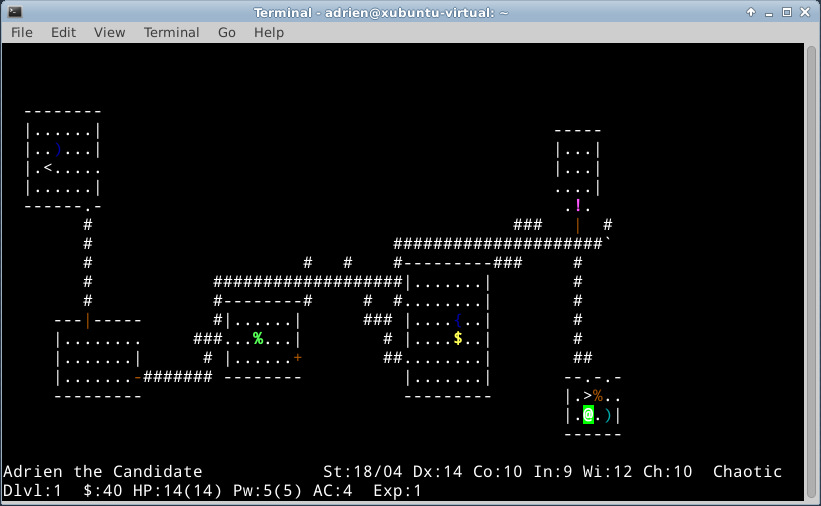 Terminal - adrien@xubuntu-virtual: ~
File Edit View Terminal Go Help
--------
|......|                                              -----
|..)...|                                              |...|
|.<.....                                              |...|
|......|                                              ....|
------.-                                               .!.
#                                           ###   |  #
#                               #####################`
#                      #   #    #---------###     #
#             ###################|.......|        #
#             #--------#     # #........|         #
---|-----       #|......|     ### |....{..|         #
|........     ###...%...|       # |....$..|         #
|.......|      # |......+       ##........|         ##
|.......-####### --------         |.......|       --.-.-
---------                         ---------       |.>%..
|.@.)|
------
Adrien the Candidate St:18/04 Dx:14 Co:10 In:9 Wi:12 Ch:10 Chaotic
Dlvl:1 $:40 HP:14(14) Pw:5(5) AC:4 Exp:1